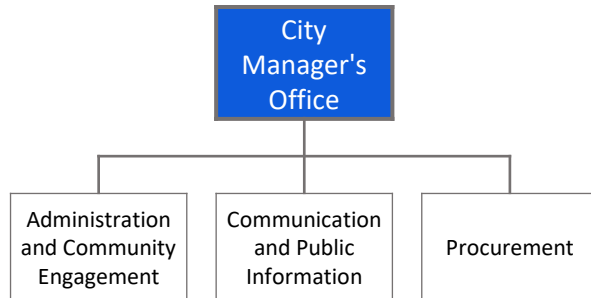 City
Manager's
Office
Administration
and Community
Engagement
Communication
and Public
Information
Procurement